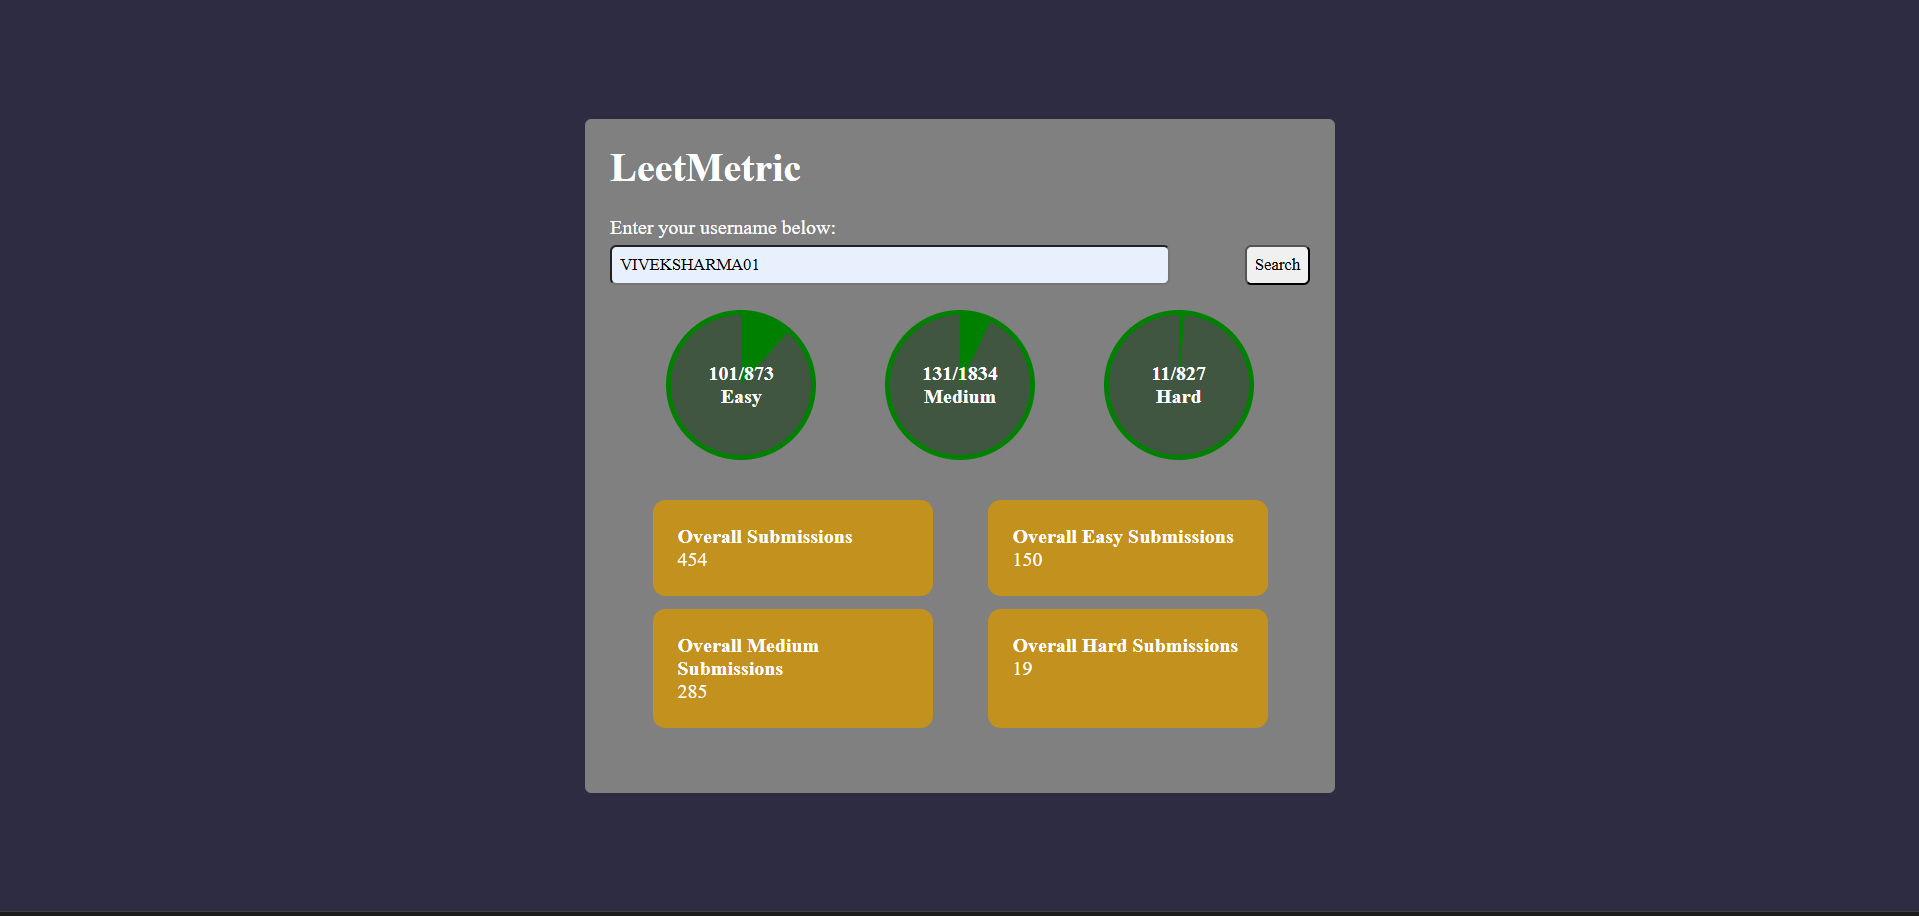 LeetMetric
Enter your username below:
VIVEKSHARMA01
Search
101/873
Easy
131/1834
Medium
11/827
Hard
Overall Submissions
454
Overall Easy Submissions
150
Overall Medium
Submissions
285
Overall Hard Submissions
19